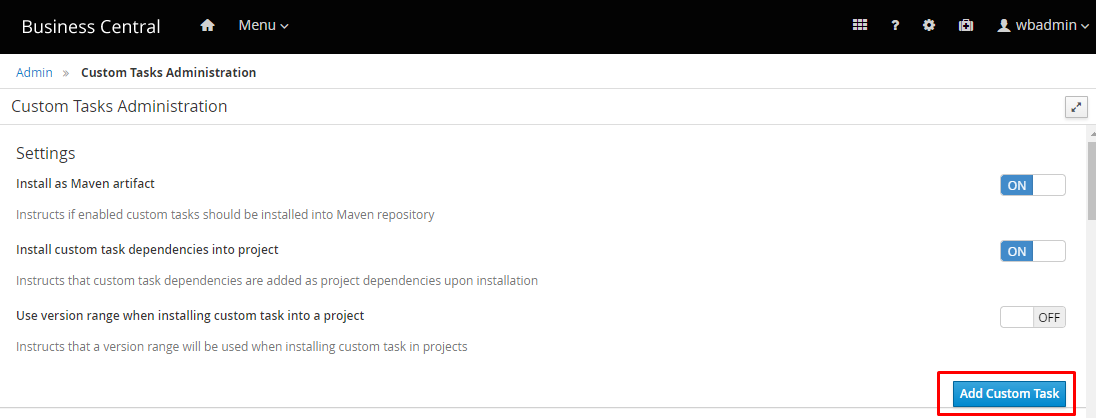 Business Central Menu ? wbadmin
Admin » Custom Tasks Administration
Custom Tasks Administration
Settings
Install as Maven artifact ON
Instructs if enabled custom tasks should be installed into Maven repository
Install custom task dependencies into project ON
Instructs that custom task dependencies are added as project dependencies upon installation
Use version range when installing custom task into a project OFF
Instructs that a version range will be used when installing custom task in projects
Add Custom Task